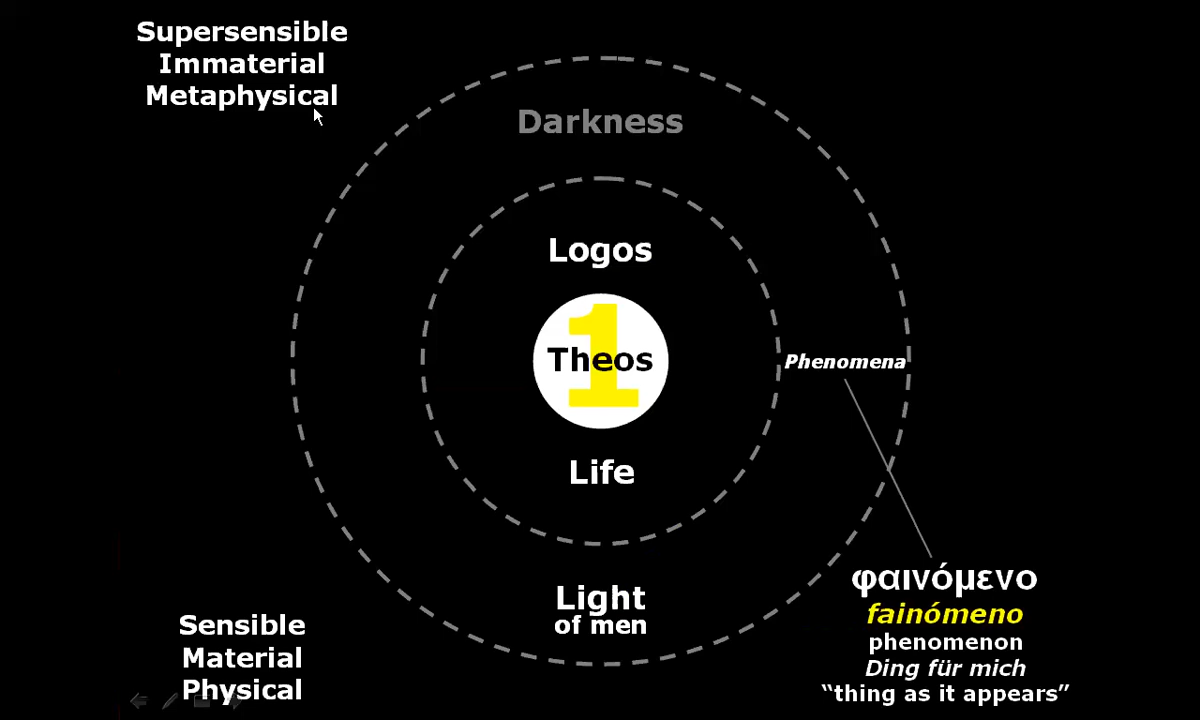 Supersensible
Immaterial
Metaphysical
Darkness
Logos
1
Theos
Phenomena
Life
Light
of men
Sensible
Material
Physical
φαινόμενο
fainómeno
phenomenon
Ding für mich
“thing as it appears”